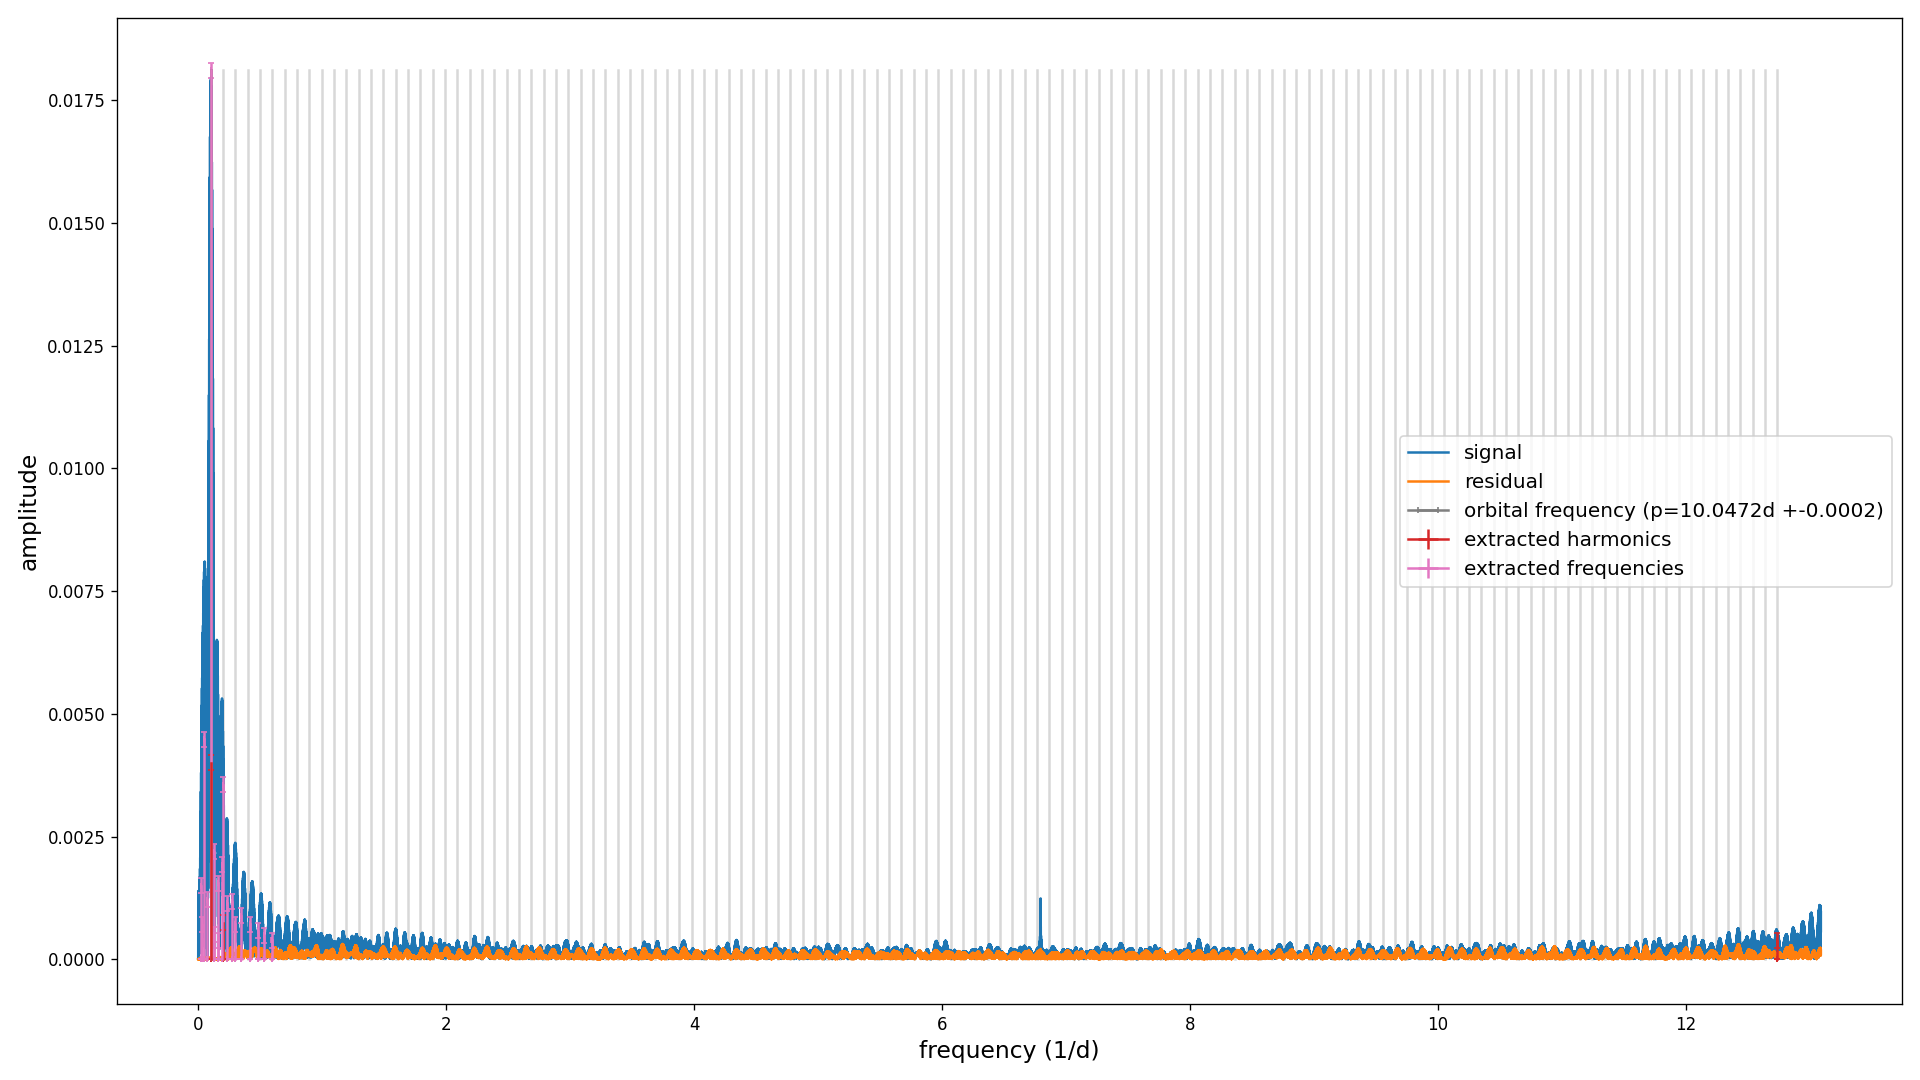 0.0175
0.0150
0.0125
0.0100
0.0075
0.0050
0.0025
0.0000
amplitude
signal
residual
orbital frequency (p=10.0472d +-0.0002)
extracted harmonics
extracted frequencies
0 2 4 6 8 10 12
frequency (1/d)